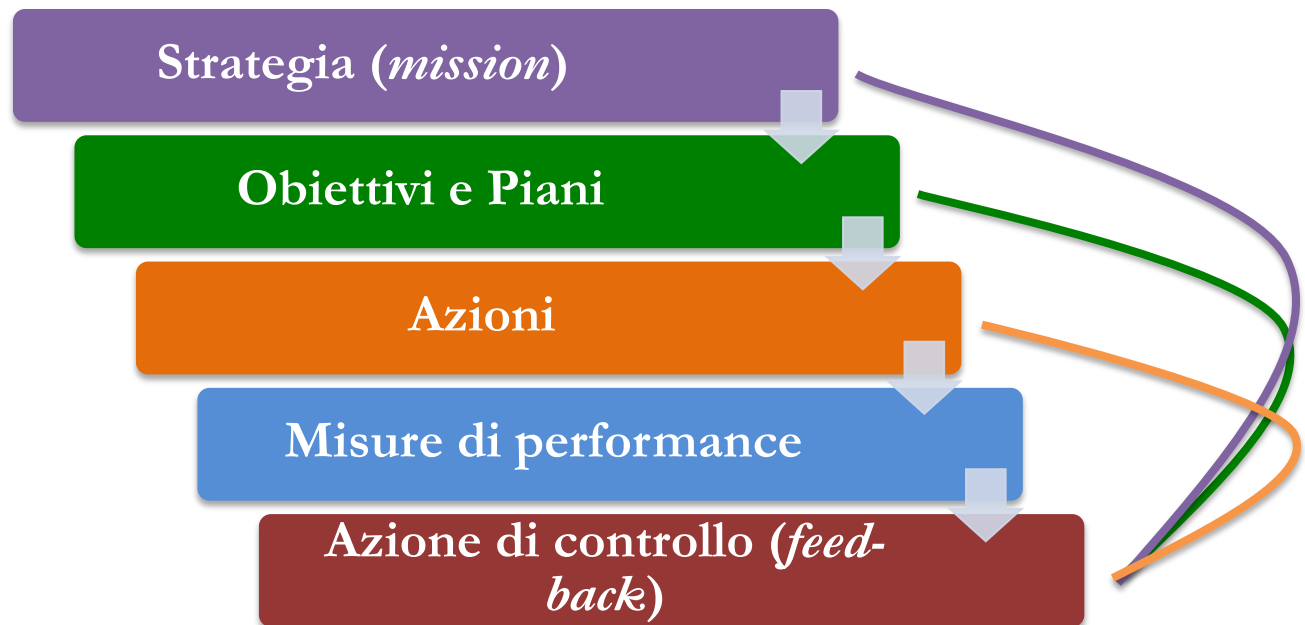 Strategia (mission)
Obiettivi e Piani
Azioni
Misure di performance
Azione di controllo (feed-
back)